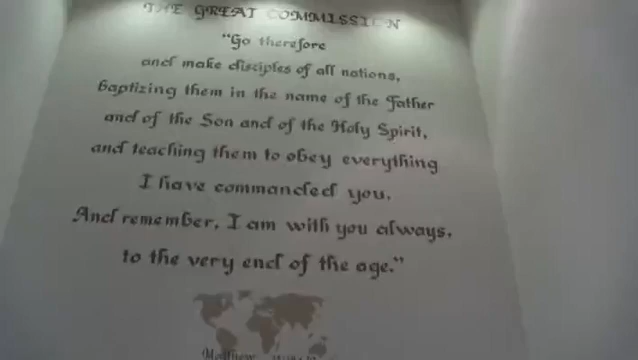 THE GREAT COMMISSION
"Go therefore
and make disciples of all nations,
baptizing them in the name of the Father
and of the Son and of the Holy Spirit,
and teaching them to obey everything
I have commanded you.
And remember, I am with you always,
to the very end of the age."
Matthew